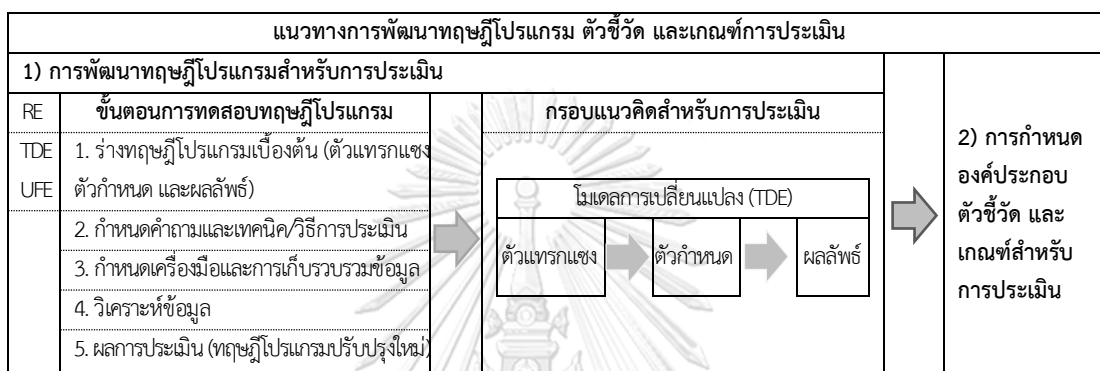 แนวทางการพัฒนาทฤษฎีโปรแกรม ตัวชี้วัด และเกณฑ์การประเมิน
1) การพัฒนาทฤษฎีโปรแกรมสำหรับการประเมิน
RE
TDE
UFE
ขั้นตอนการทดสอบทฤษฎีโปรแกรม
1. ร่างทฤษฎีโปรแกรมเบื้องต้น (ตัวแทรกแซง
ตัวกำหนด และผลลัพธ์)
2. กำหนดคำถามและเทคนิค/วิธีการประเมิน
3. กำหนดเครื่องมือและการเก็บรวบรวมข้อมูล
4. วิเคราะห์ข้อมูล
5. ผลการประเมิน (ทฤษฎีโปรแกรมปรับปรุงใหม่)
กรอบแนวคิดสำหรับการประเมิน
โมเดลการเปลี่ยนแปลง (TDE)
ตัวแทรกแซง
ตัวกำหนด
ผลลัพธ์
2) การกำหนด
องค์ประกอบ
ตัวชี้วัด และ
เกณฑ์สำหรับ
การประเมิน